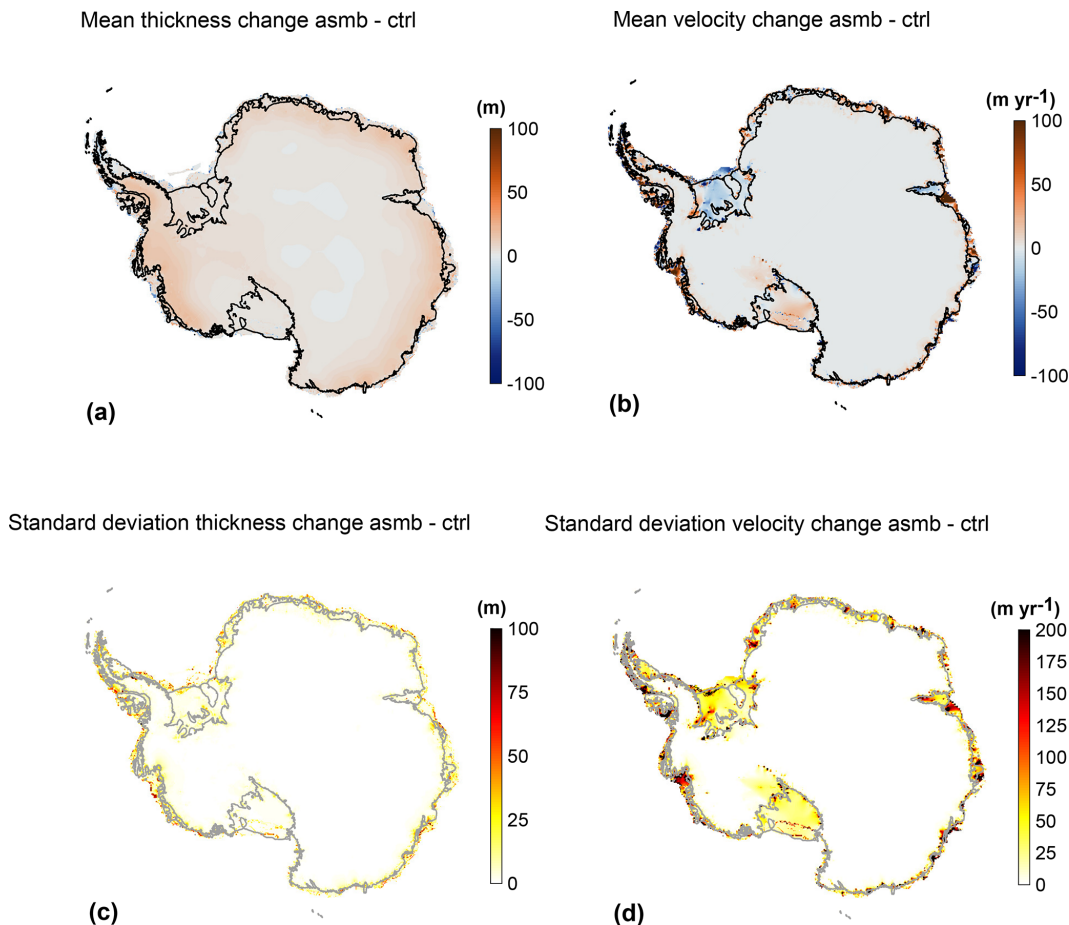 Mean thickness change asmb - ctrl
(m)
100
50
0
-50
-100
(a)
Mean velocity change asmb - ctrl
(m yr-1)
100
50
0
-50
-100
(b)
Standard deviation thickness change asmb - ctrl
(m)
100
75
50
25
0
(c)
Standard deviation velocity change asmb - ctrl
(m yr-1)
200
175
150
125
100
75
50
25
0
(d)